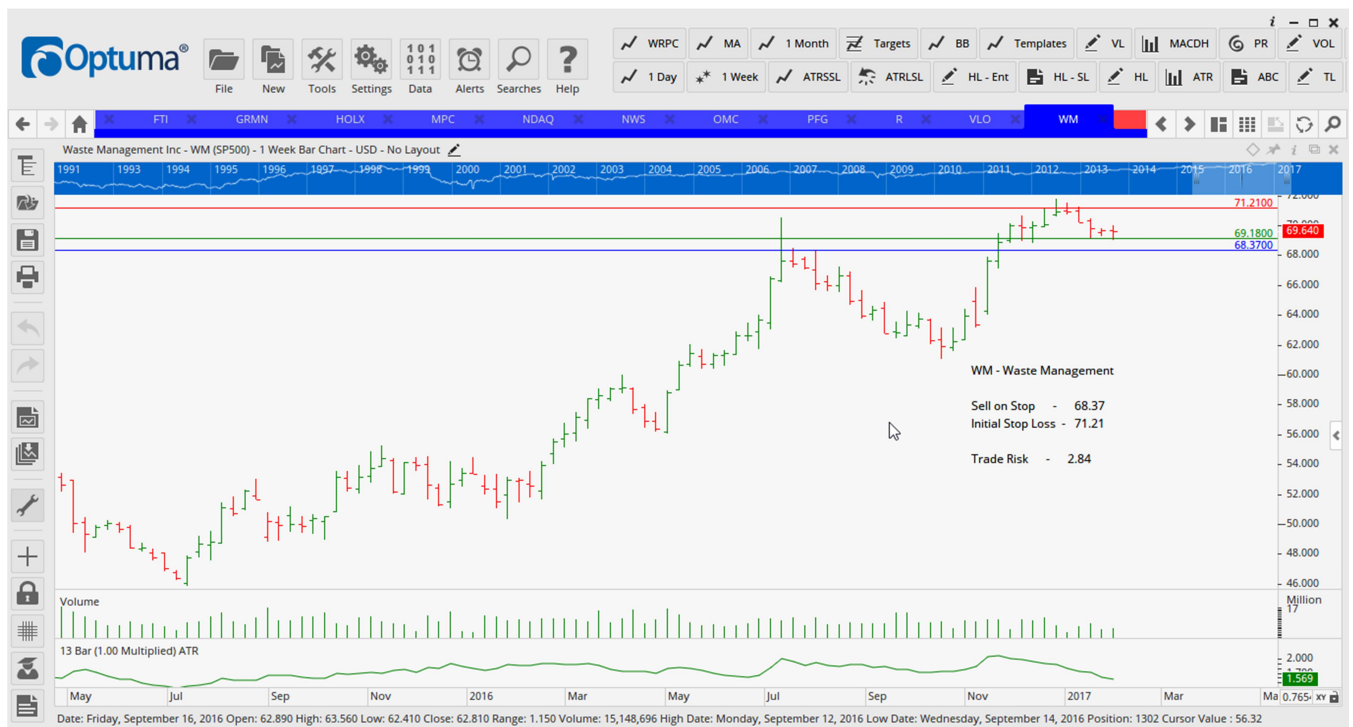 i
Optuma®
File New Tools Settings Data Alerts Searches Help
WRPC MA 1 Month Targets BB Templates VL MACDH PR VOL
1 Day 1 Week ATRSSL ATRLSL HL - Ent HL - SL HL ATR ABC TL
FTI GRMN HOLX MPC NDAQ NWS OMC PFG R VLO WM
Waste Management Inc - WM (SP500) - 1 Week Bar Chart - USD - No Layout
1991 1993 1994 1995 1996 1997 1998 1999 2000 2001 2002 2003 2004 2005 2006 2007 2008 2009 2010 2011 2012 2013 2014 2015 2016 2017
72.000
71.2100
70.000
69.1800
69.640
68.3700
68.000
66.000
64.000
62.000
60.000
WM - Waste Management
58.000
Sell on Stop - 68.37
Initial Stop Loss - 71.21
56.000
Trade Risk - 2.84
54.000
52.000
50.000
48.000
46.000
Volume
Million
17
13 Bar (1.00 Multiplied) ATR
2.000
1.569
May Jul Sep Nov 2016 Mar May Jul Sep Nov 2017 Mar Ma
XY
Date: Friday, September 16, 2016 Open: 62.890 High: 63.560 Low: 62.410 Close: 62.810 Range: 1.150 Volume: 15,148,696 High Date: Monday, September 12, 2016 Low Date: Wednesday, September 14, 2016 Position: 1302 Cursor Value : 56.32